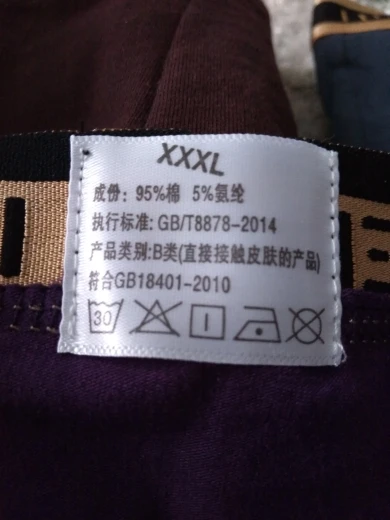 XXXL
成份: 95%棉 5%氨纶
执行标准: GB/T8878-2014
产品类别:B类(直接接触皮肤的产品)
符合GB18401-2010
30